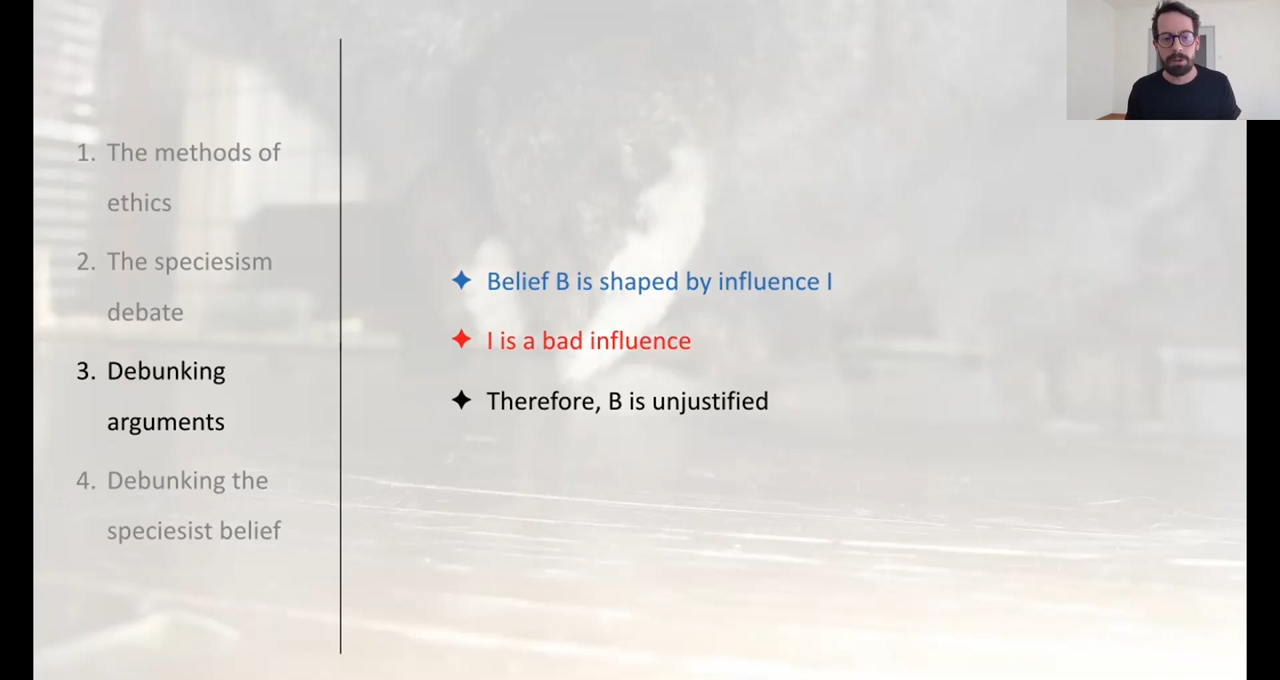 1. The methods of
ethics
2. The speciesism
debate
3. Debunking
arguments
4. Debunking the
speciesist belief
Belief B is shaped by influence I
I is a bad influence
Therefore, B is unjustified